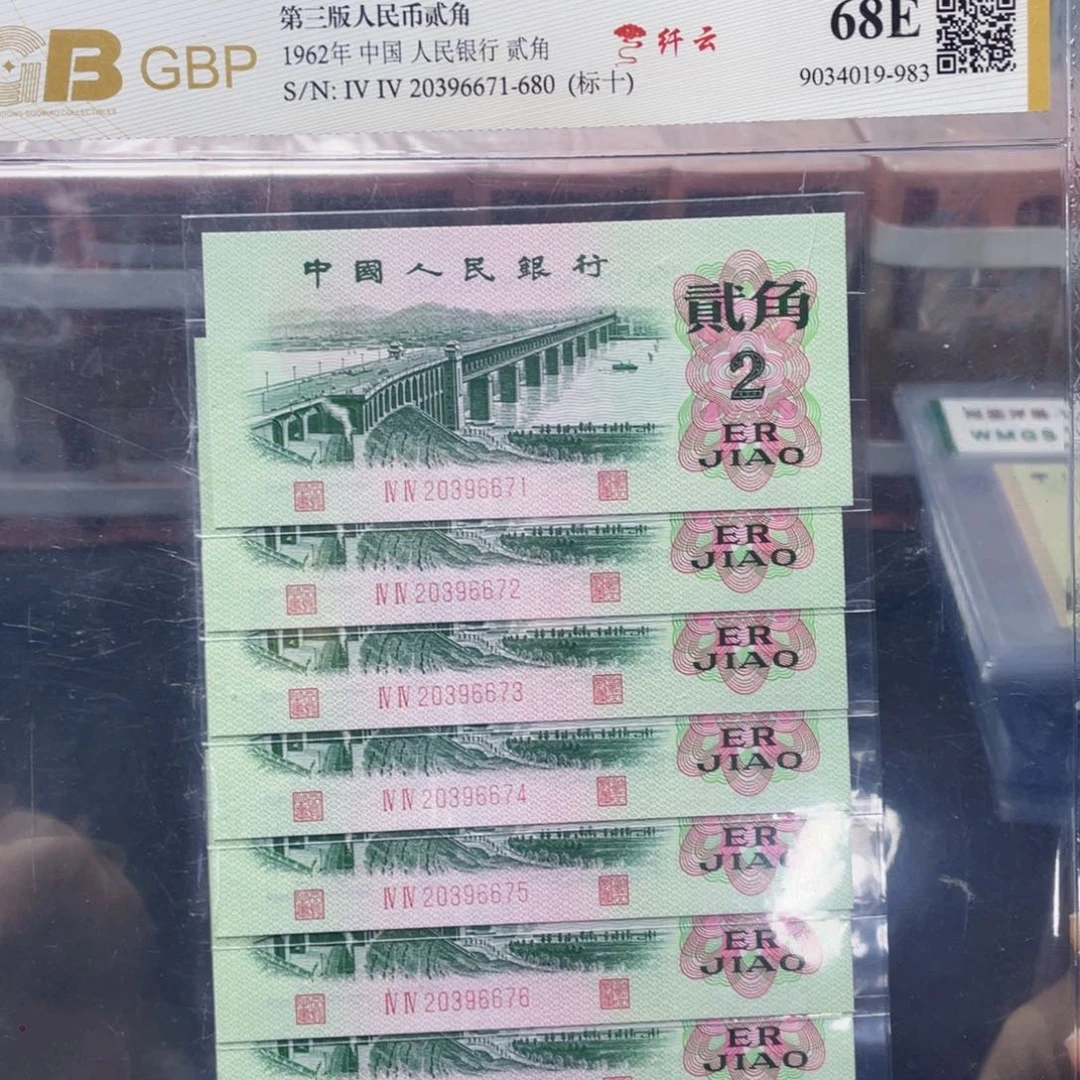 GB GBP
第三版人民币贰角
1962年 中国 人民银行 贰角
S/N: IV IV 20396671-680 (标十)
纤云
68E
9034019-983
中國人民銀行
貳角
2
ER
JIAO
IV IV 20396671
ER
JIAO
IV IV 20396672
ER
JIAO
IV IV 20396673
ER
JIAO
IV IV 20396674
ER
JIA
IV IV 20396675
ER
JIAO
IV IV 20396676
ER
JIAO
WMGS